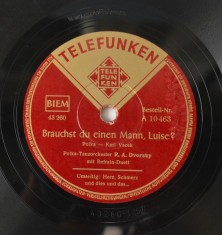 TELEFUNKEN
TELE
FUN
KEN
BIEM
Bestell-Nr.
A 10 463
Brauchst du einen Mann, Luise?
Polka — Karl Vacek
Polka-Tanzorchester K. A. Dvorsky
mit Refrain-Duett
Umseitig: Herz, Schmerz
und dies und das...